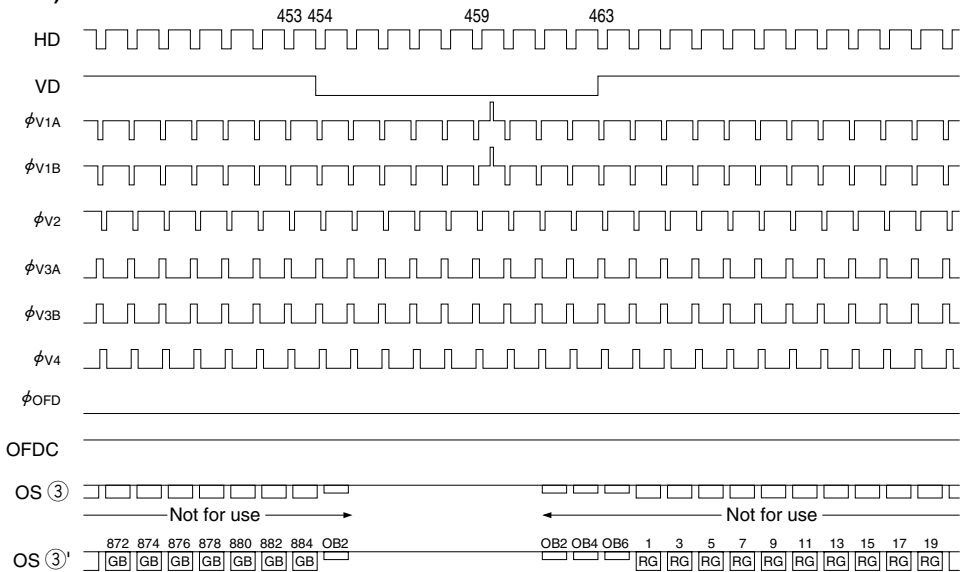 453 454 459 463
HD
VD
ϕV1A
ϕV1B
ϕV2
ϕV3A
ϕV3B
ϕV4
ϕOFD
OFDC
OS ③
Not for use Not for use
872 874 876 878 880 882 884 OB2 OB2 OB4 OB6 1 3 5 7 9 11 13 15 17 19
OS ③' GB GB GB GB GB GB GB RG RG RG RG RG RG RG RG RG RG